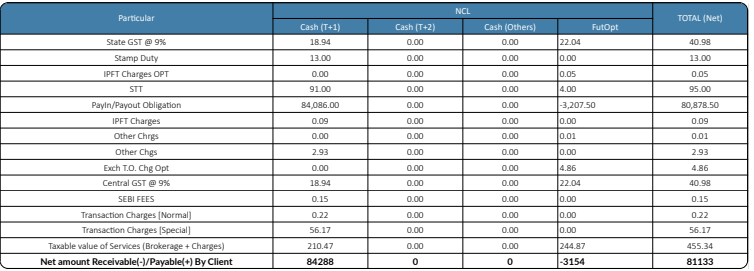 Particular NCL TOTAL (Net)
Cash (T+1) Cash (T+2) Cash (Others) FutOpt
State GST @ 9% 18.94 0.00 0.00 22.04 40.98
Stamp Duty 13.00 0.00 0.00 0.00 13.00
IPFT Charges OPT 0.00 0.00 0.00 0.05 0.05
STT 91.00 0.00 0.00 4.00 95.00
PayIn/Payout Obligation 84,086.00 0.00 0.00 -3,207.50 80,878.50
IPFT Charges 0.09 0.00 0.00 0.00 0.09
Other Chrgs 0.00 0.00 0.00 0.01 0.01
Other Chgs 2.93 0.00 0.00 0.00 2.93
Exch T.O. Chg Opt 0.00 0.00 0.00 4.86 4.86
Central GST @ 9% 18.94 0.00 0.00 22.04 40.98
SEBI FEES 0.15 0.00 0.00 0.00 0.15
Transaction Charges [Normal] 0.22 0.00 0.00 0.00 0.22
Transaction Charges [Special] 56.17 0.00 0.00 0.00 56.17
Taxable value of Services (Brokerage + Charges) 210.47 0.00 0.00 244.87 455.34
Net amount Receivable(-)/Payable(+) By Client 84288 0 0 -3154 81133